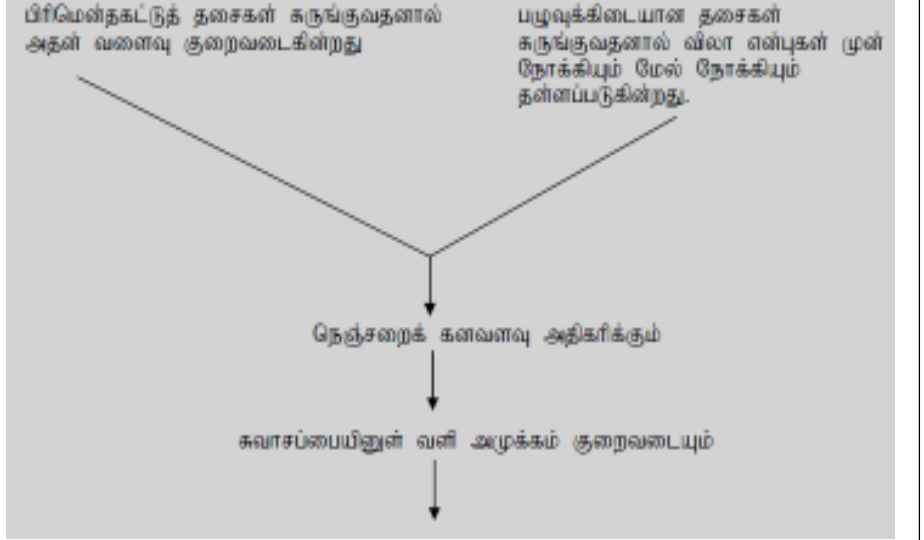 பிரிமென்தகட்டுத் தசைகள் சுருங்குவதனால்
அதன் வளைவு குறைவடைகின்றது
பழுவுக்கிடையான தசைகள்
சுருங்குவதனால் விலா என்புகள் முன்
நோக்கியும் மேல் நோக்கியும்
தள்ளப்படுகின்றது.
நெஞ்சறைக் கனவளவு அதிகரிக்கும்
சுவாசப்பையினுள் வளி அமுக்கம் குறைவடையும்